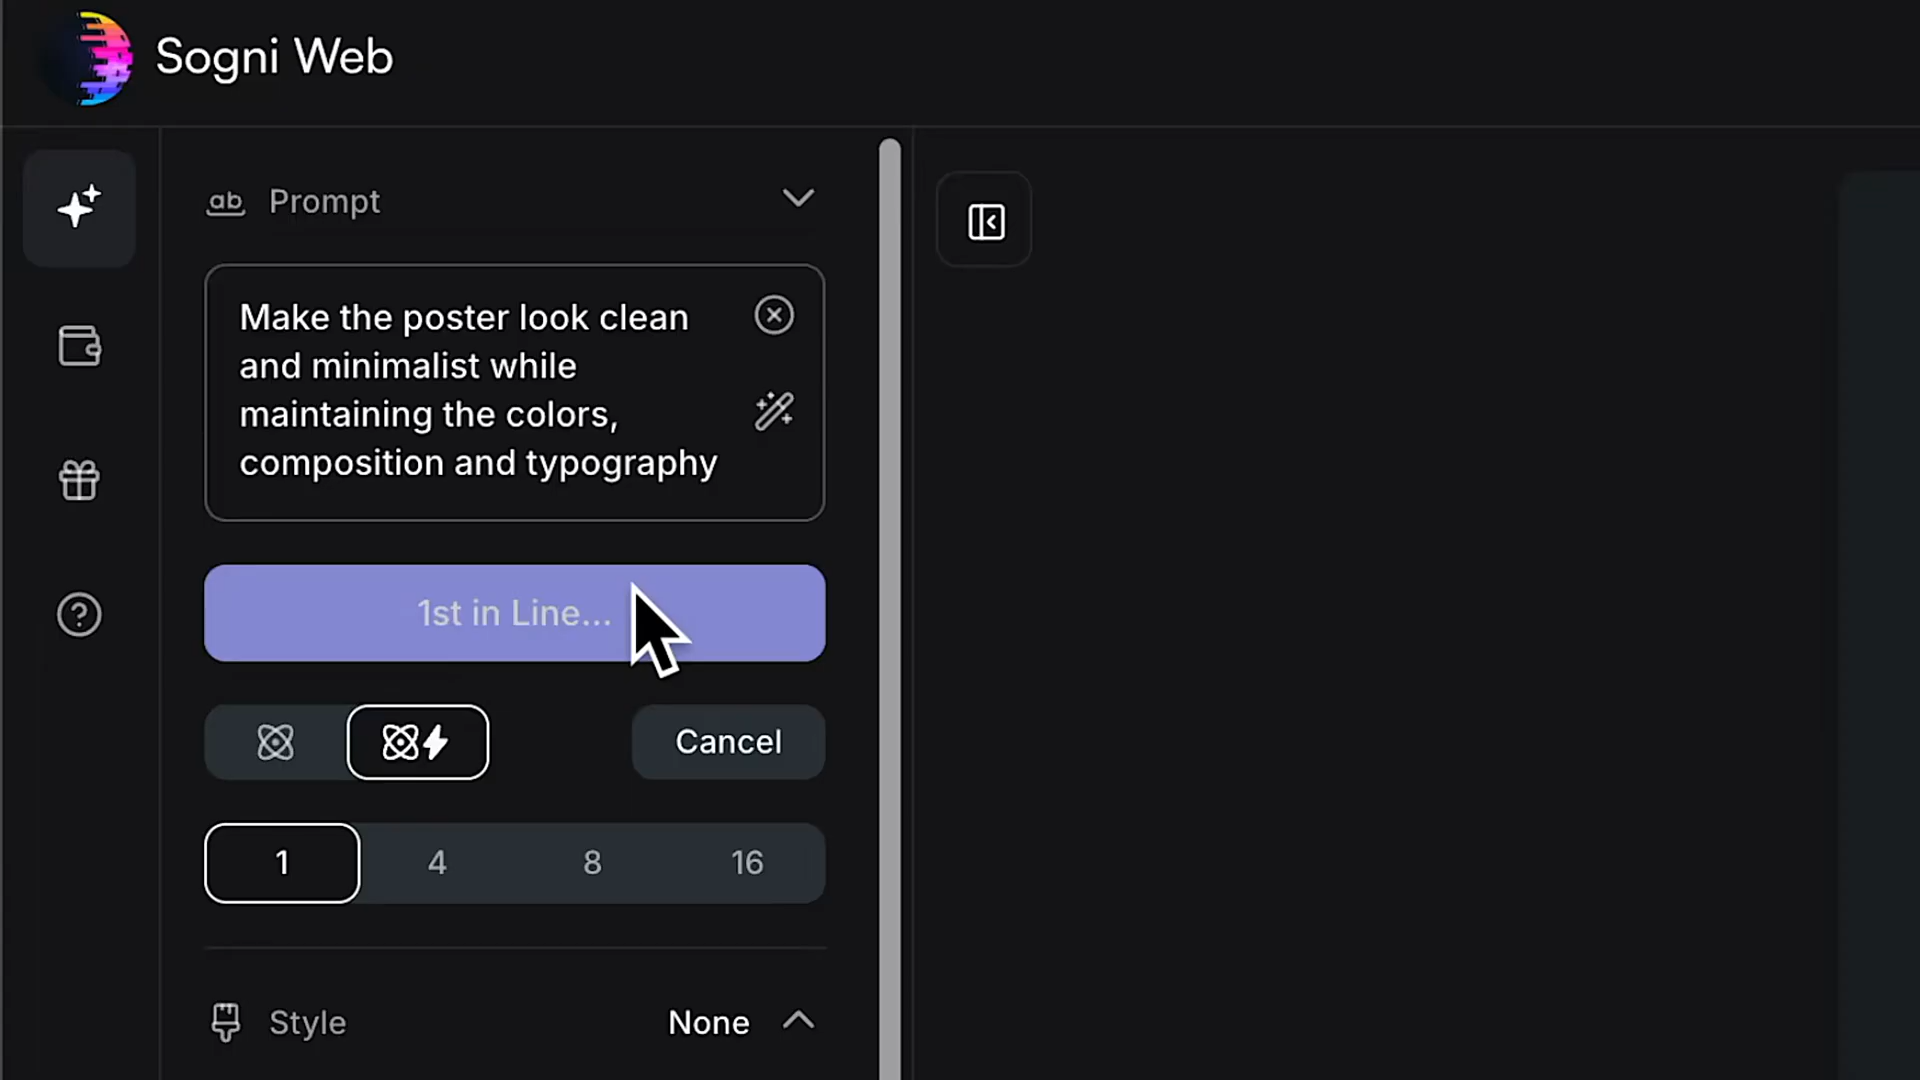 Sogni Web
ab Prompt
Make the poster look clean
and minimalist while
maintaining the colors,
composition and typography
1st in Line...
Cancel
1 4 8 16
Style None